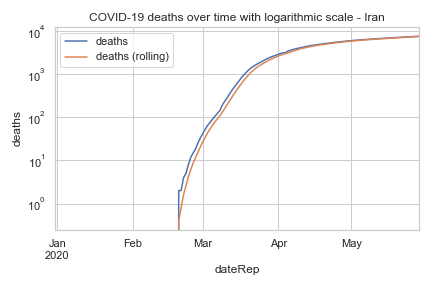 COVID-19 deaths over time with logarithmic scale - Iran
deaths
deaths (rolling)
10⁴
10³
10²
10¹
10⁰
deaths
Jan
2020
Feb
Mar
Apr
May
dateRep